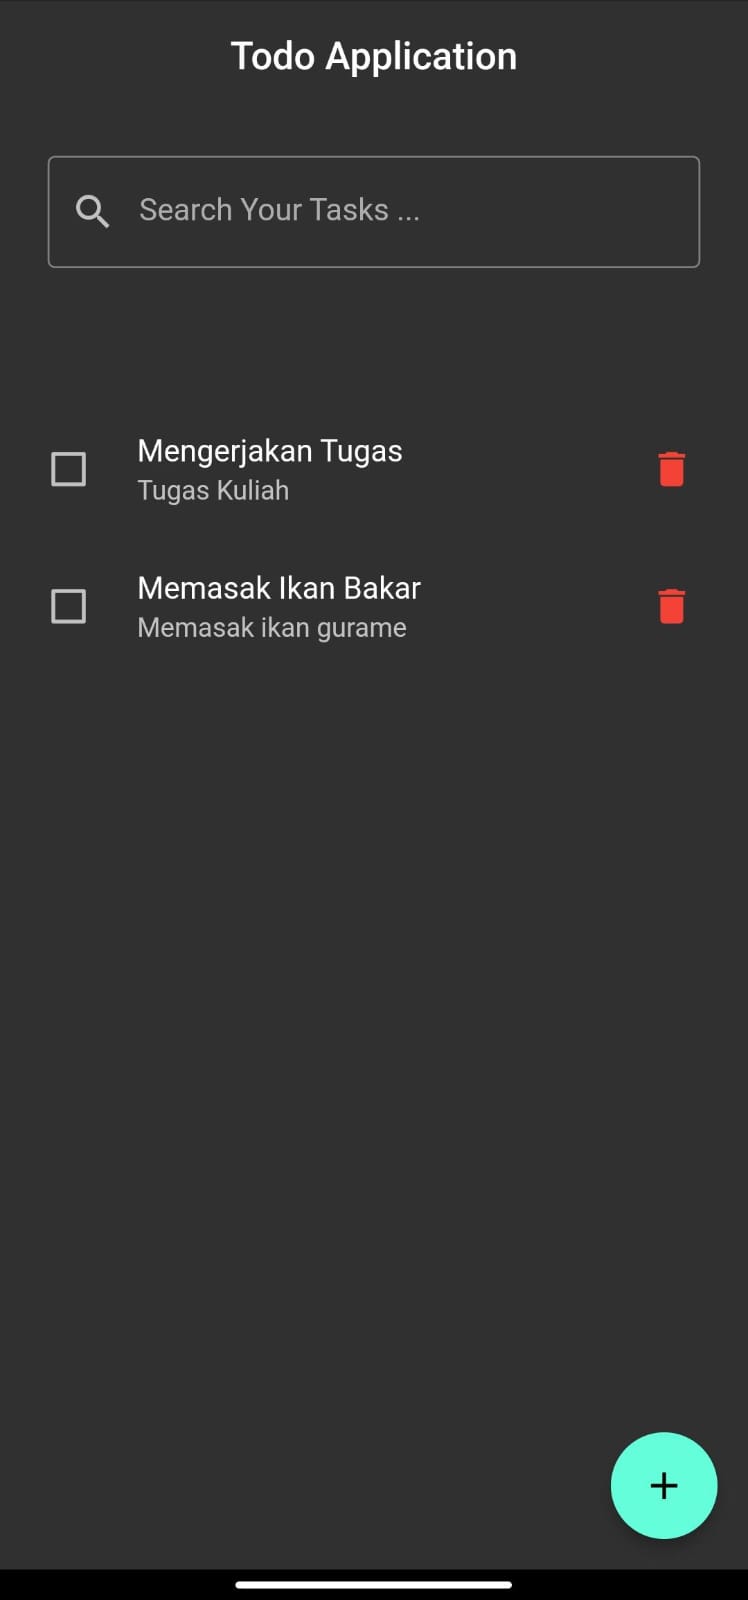 Todo Application
Search Your Tasks ...
Mengerjakan Tugas
Tugas Kuliah
Memasak Ikan Bakar
Memasak ikan gurame